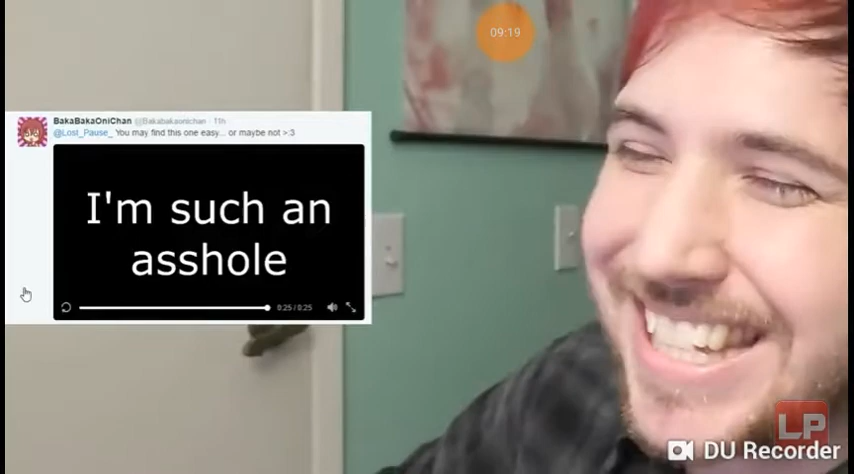 09:19
BakaBakaOniChan @Bakabakaonichan · 11h
@Lost_Pause_ You may find this one easy... or maybe not >:3
I'm such an
asshole
0:25 / 0:25
LP
DU Recorder